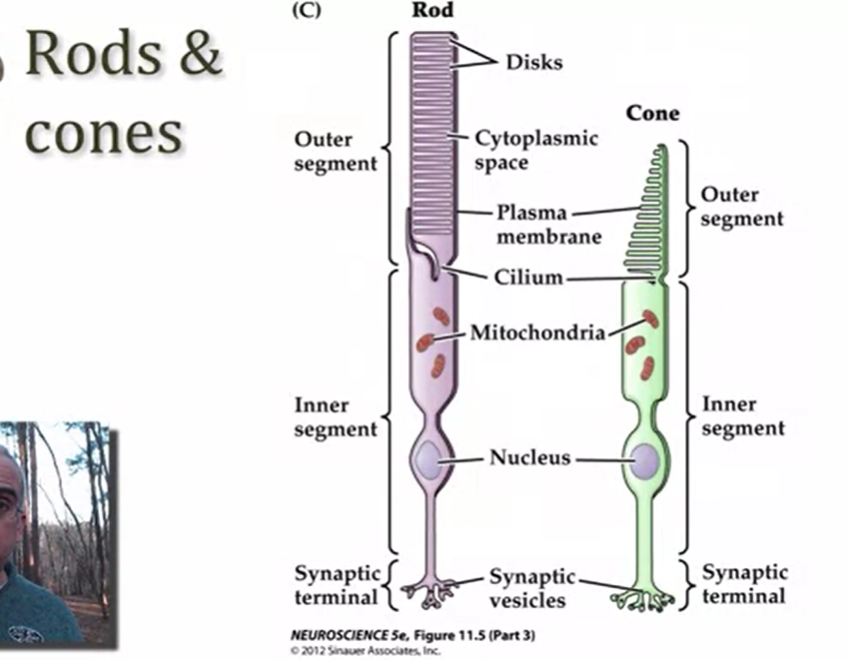 Rods &
cones
(C)
Rod
Disks
Cone
Outer
segment
Cytoplasmic
space
Outer
segment
Plasma
membrane
Cilium
Mitochondria
Inner
segment
Inner
segment
Nucleus
Synaptic
terminal
Synaptic
vesicles
Synaptic
terminal
NEUROSCIENCE 5e, Figure 11.5 (Part 3)
© 2012 Sinauer Associates, Inc.